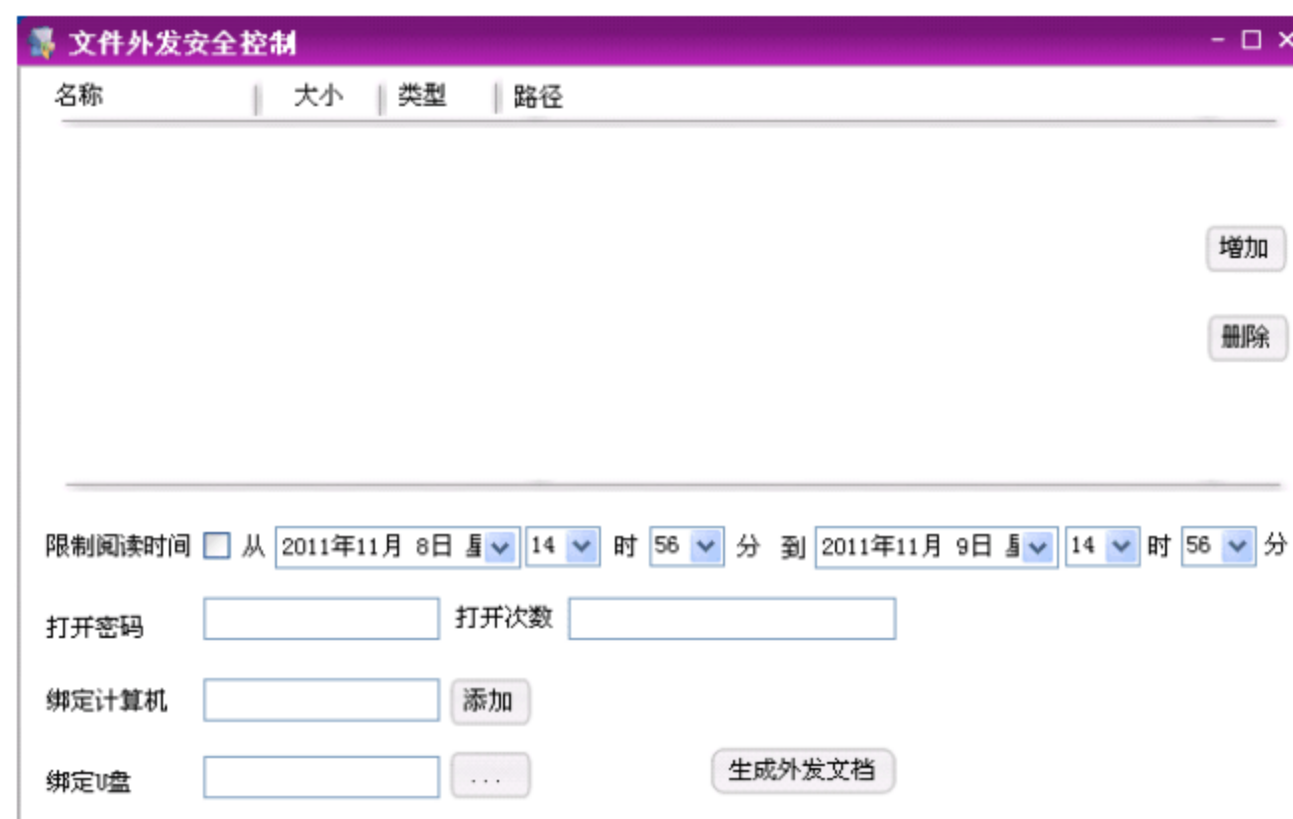 文件外发安全控制
名称 大小 类型 路径
增加
删除
限制阅读时间 从 2011年11月 8日 14 时 56 分 到 2011年11月 9日 14 时 56 分
打开密码 打开次数
绑定计算机 添加
绑定U盘 ... 生成外发文档